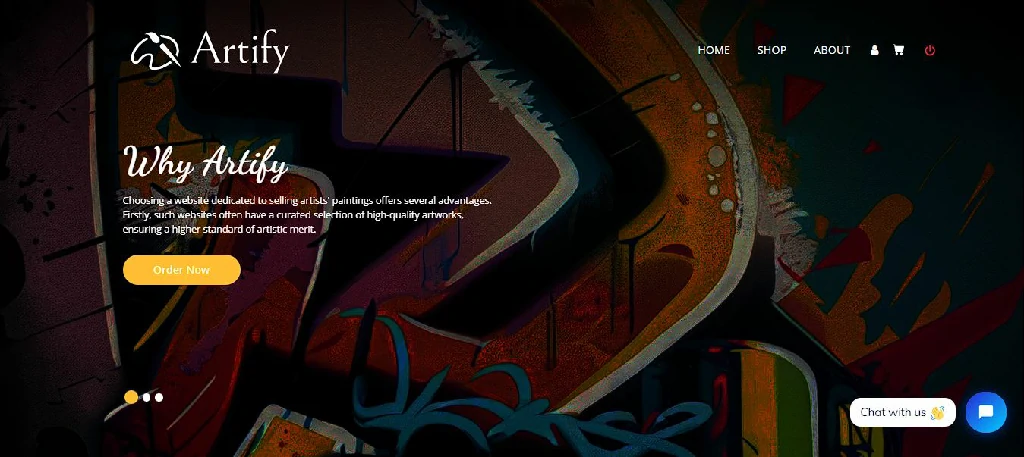 Artify
HOME SHOP ABOUT
Why Artify
Choosing a website dedicated to selling artists' paintings offers several advantages.
Firstly, such websites often have a curated selection of high-quality artworks,
ensuring a higher standard of artistic merit.
Order Now
Chat with us 👋